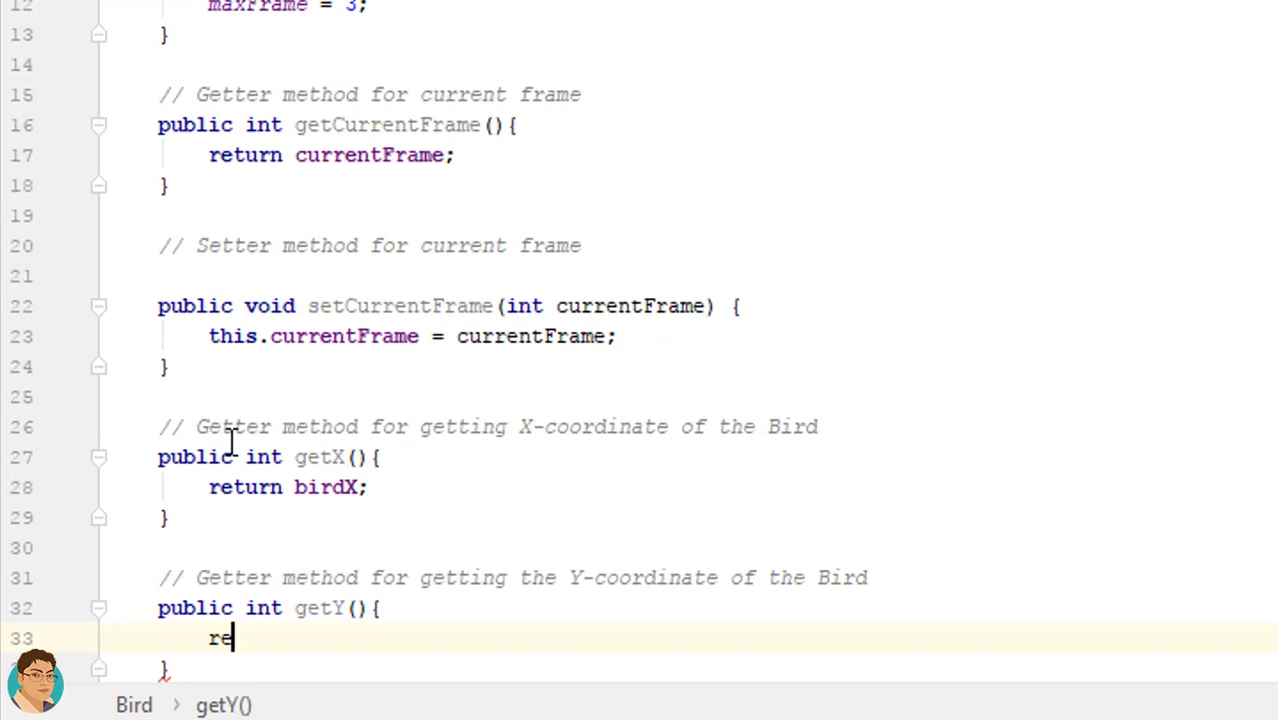 12 maxFrame = 3;
13 }
14
15 // Getter method for current frame
16 public int getCurrentFrame(){
17 return currentFrame;
18 }
19
20 // Setter method for current frame
21
22 public void setCurrentFrame(int currentFrame) {
23 this.currentFrame = currentFrame;
24 }
25
26 // Getter method for getting X-coordinate of the Bird
27 public int getX(){
28 return birdX;
29 }
30
31 // Getter method for getting the Y-coordinate of the Bird
32 public int getY(){
33 re
}
Bird › getY()